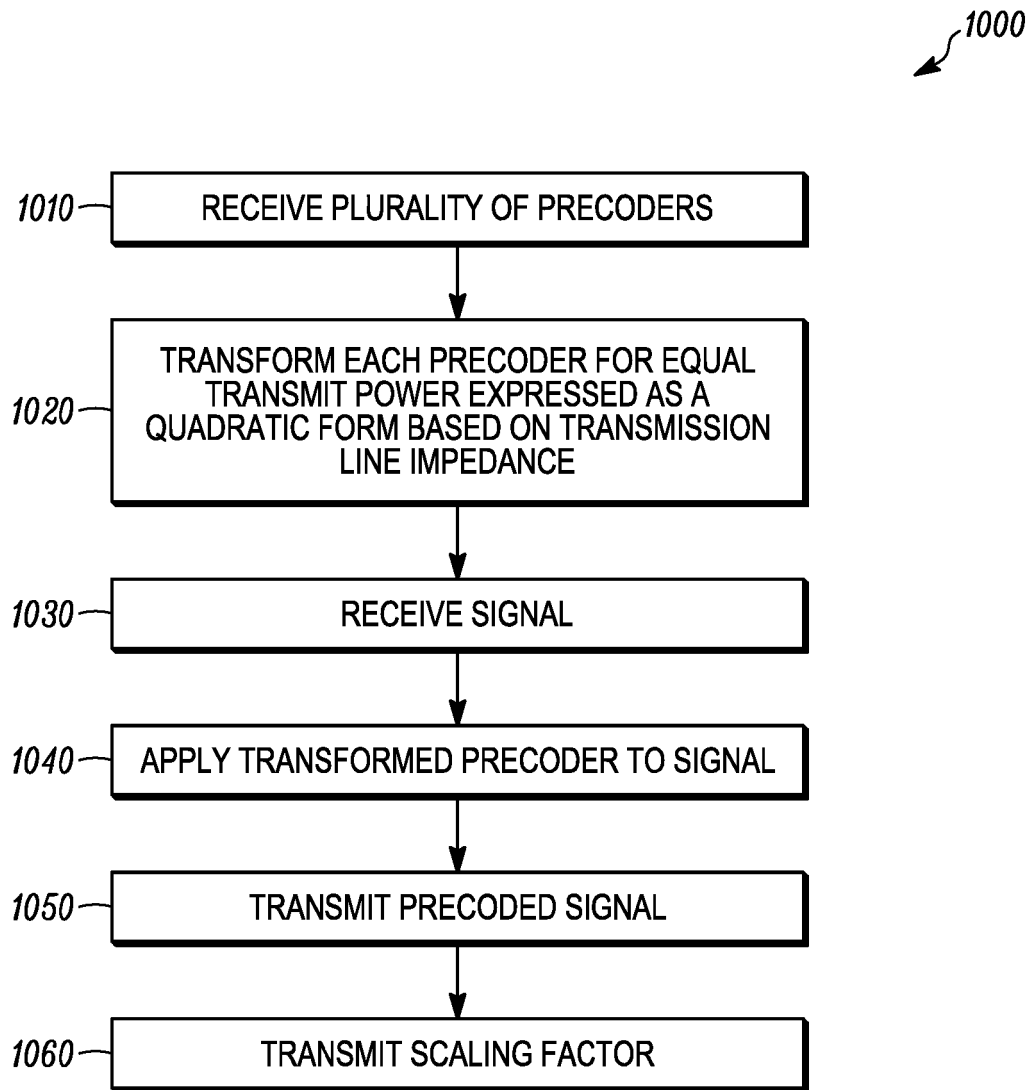 1000
1010
RECEIVE PLURALITY OF PRECODERS
1020
TRANSFORM EACH PRECODER FOR EQUAL
TRANSMIT POWER EXPRESSED AS A
QUADRATIC FORM BASED ON TRANSMISSION
LINE IMPEDANCE
1030
RECEIVE SIGNAL
1040
APPLY TRANSFORMED PRECODER TO SIGNAL
1050
TRANSMIT PRECODED SIGNAL
1060
TRANSMIT SCALING FACTOR